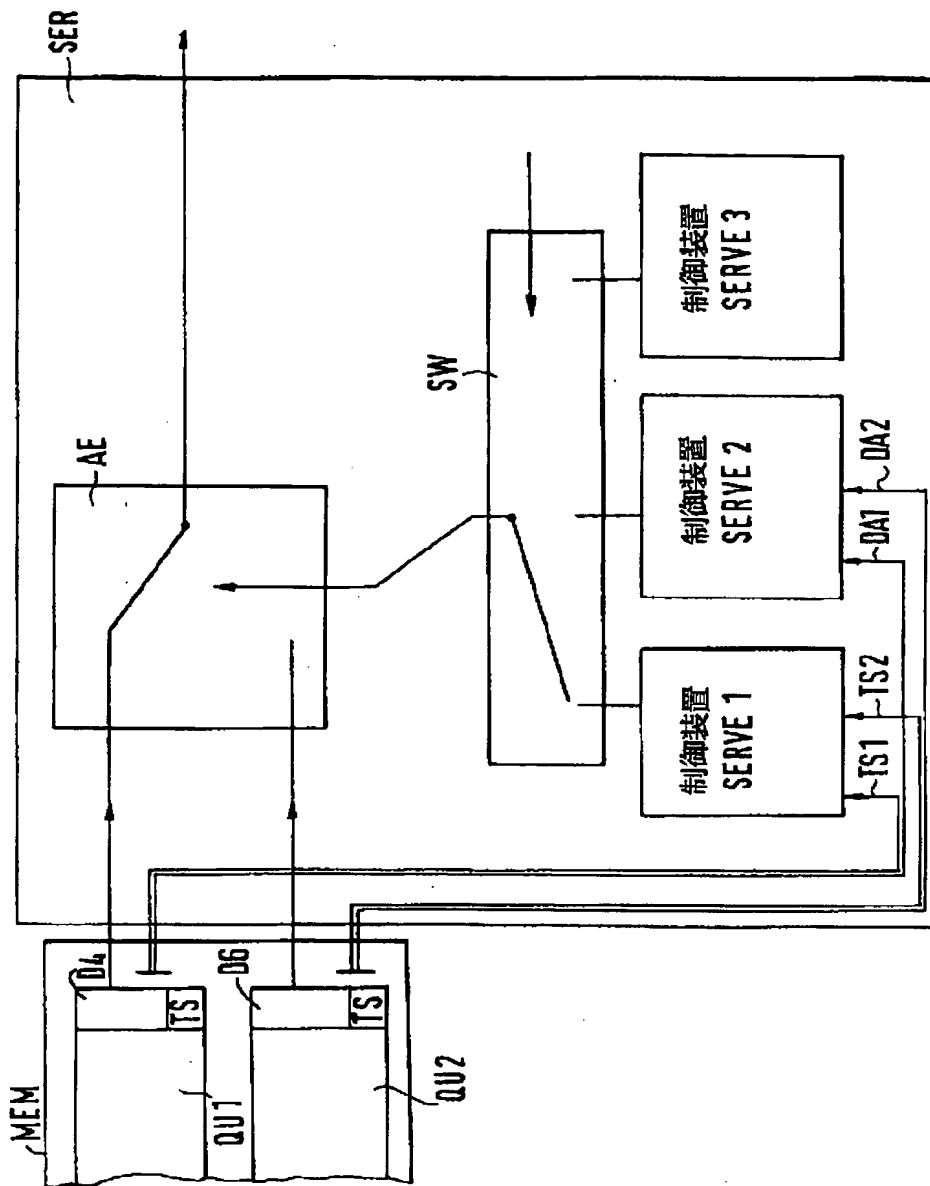 SER
AE
SW
制御装置
SERVE 1
制御装置
SERVE 2
制御装置
SERVE 3
TS1
TS2
DA1
DA2
MEM
D4
TS
QU1
D6
TS
QU2